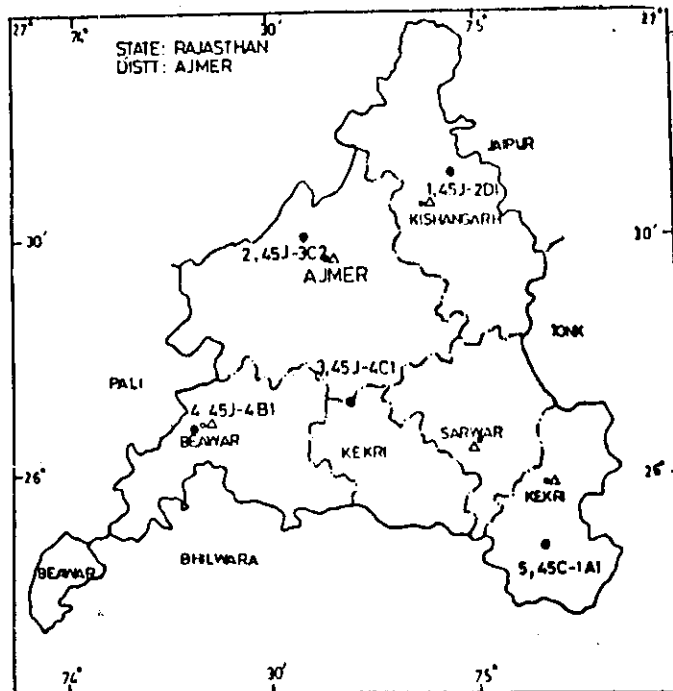 27° 74° 30' 75° 27°
STATE: RAJASTHAN
DISTT: AJMER
JAIPUR
1,45J-2D1
KISHANGARH
30' 30'
2,45J-3C2
AJMER
TONK
3,45J-4C1
PALI
4 45J-4B1
BEAWAR
SARWAR
KEKRI
26° 26°
KEKRI
BHILWARA
5,45C-1A1
BEAWAR
74° 30' 75°